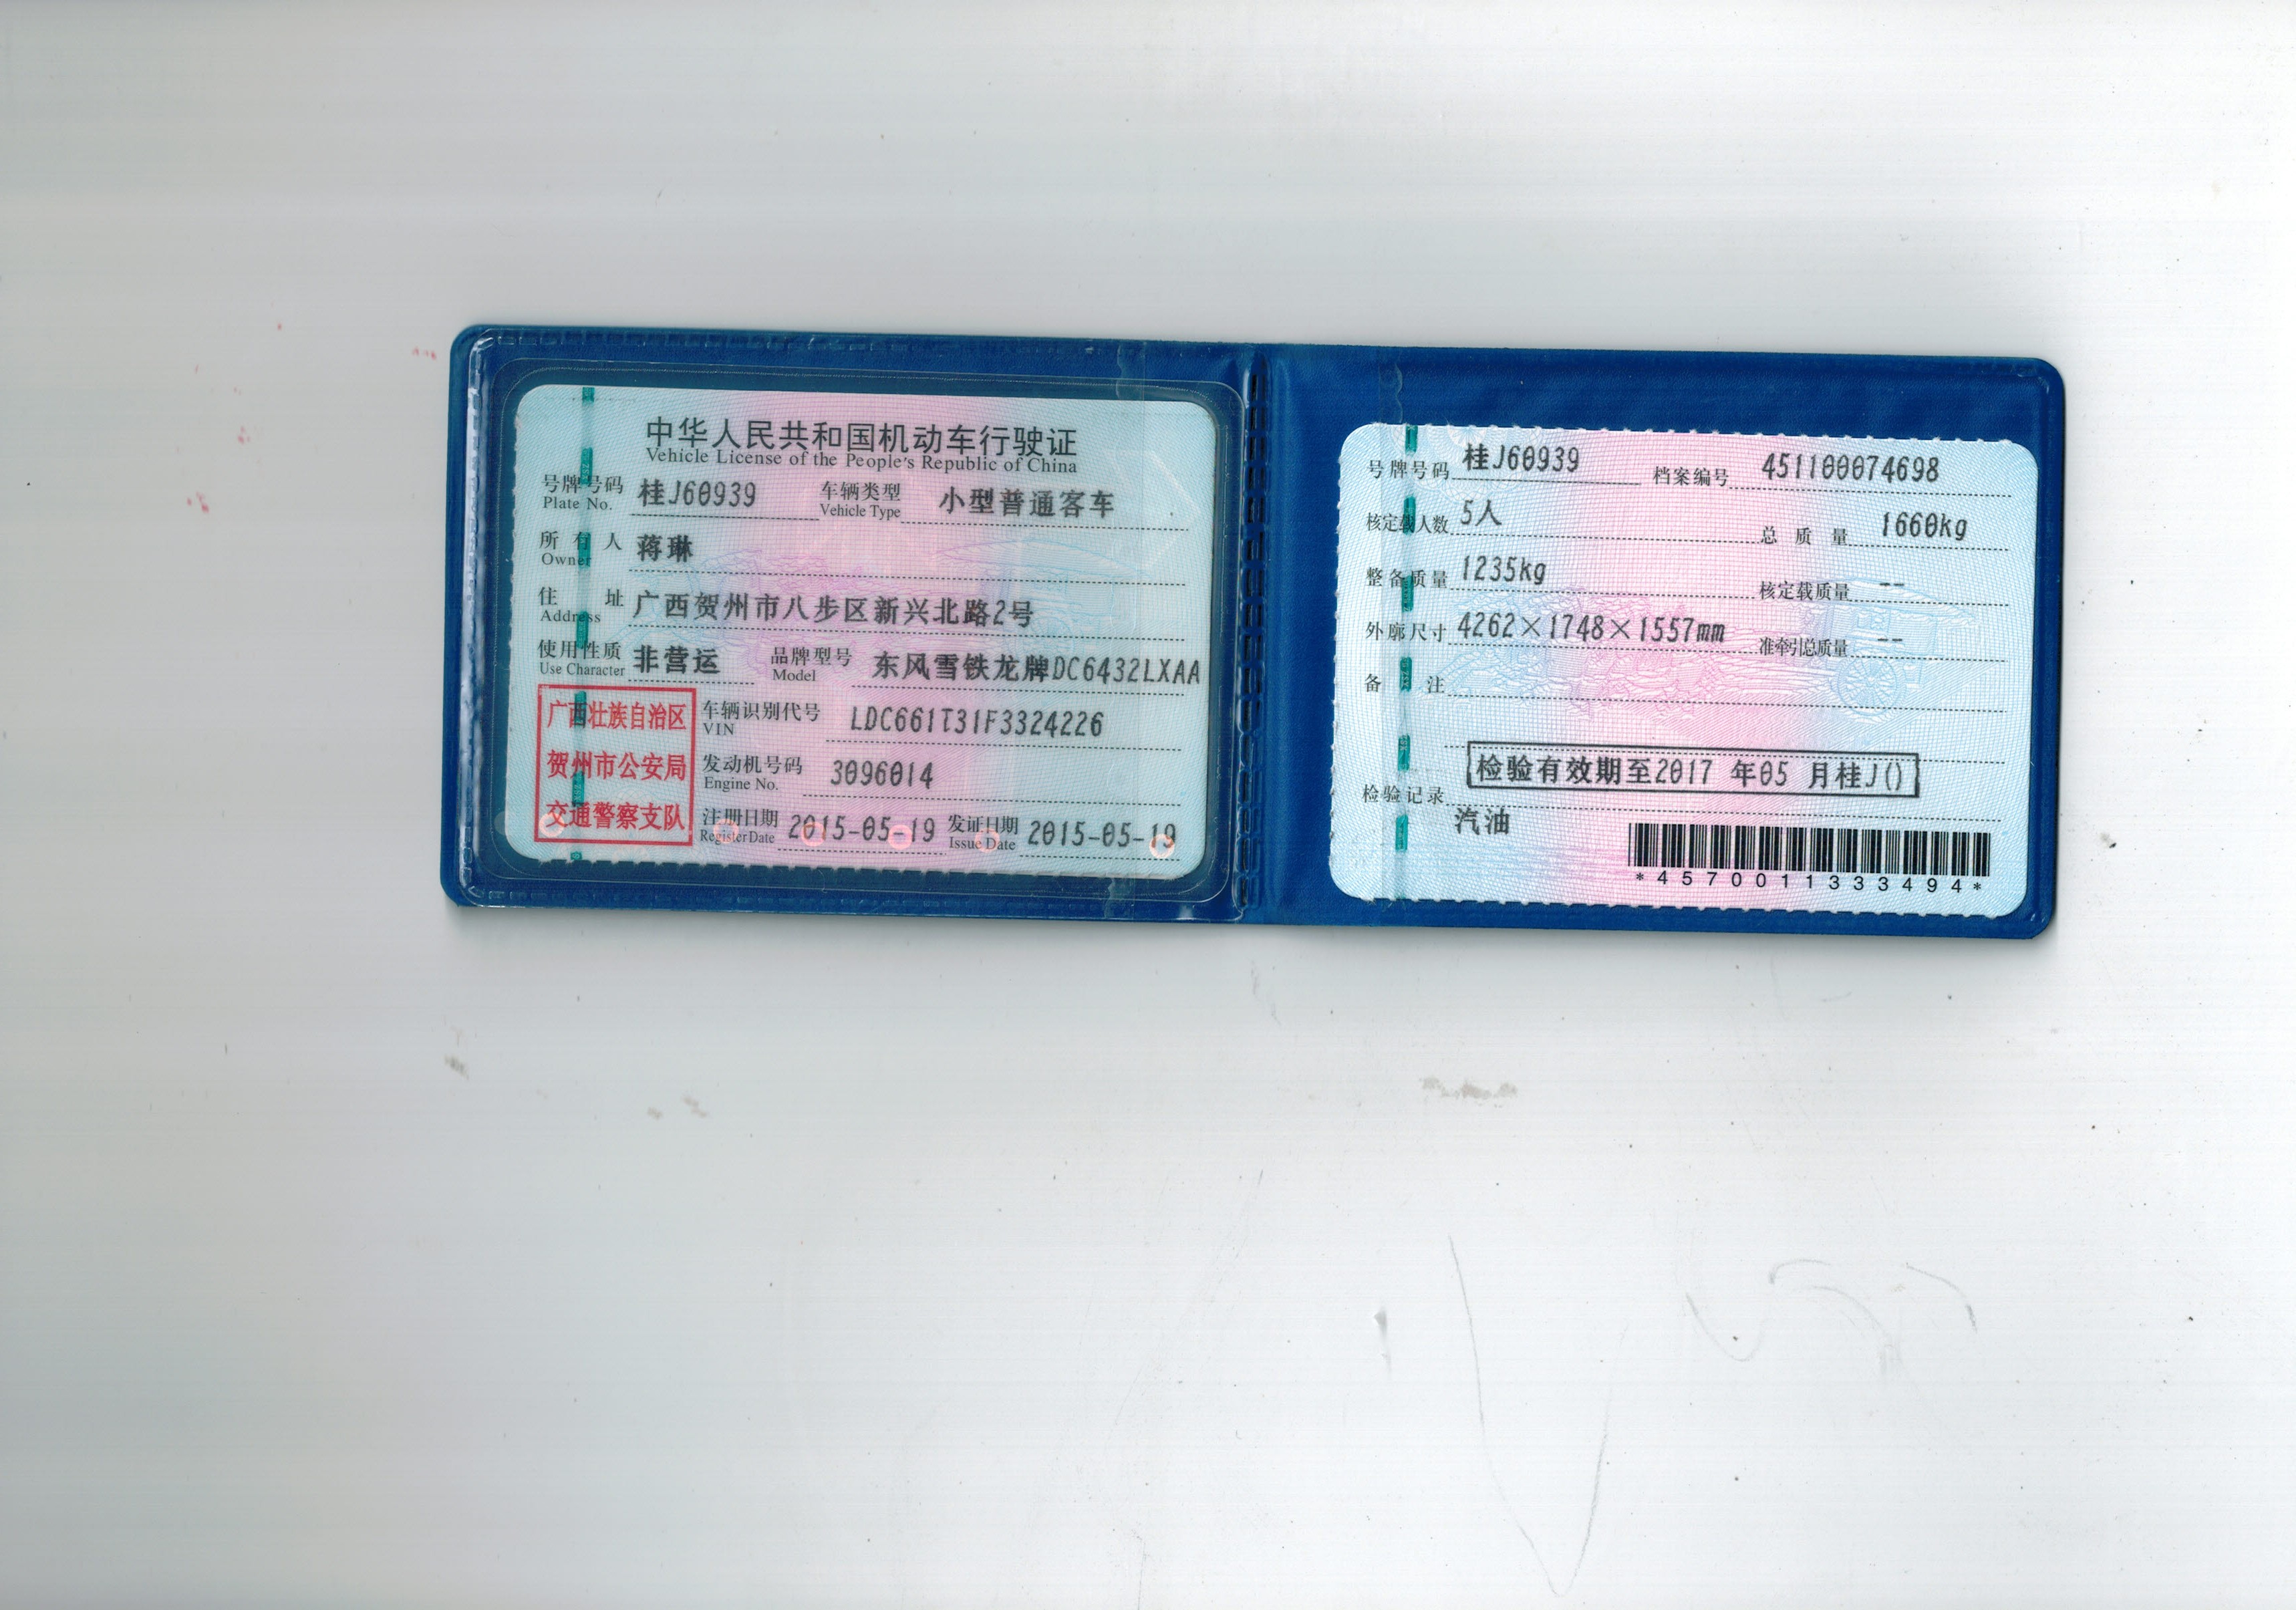 中华人民共和国机动车行驶证
Vehicle License of the People's Republic of China
号牌号码 桂J60939 车辆类型 小型普通客车
Plate No. Vehicle Type
所有人 蒋琳
Owner
住址 广西贺州市八步区新兴北路2号
Address
使用性质 非营运 品牌型号 东风雪铁龙牌DC6432LXAA
Use Character Model
广西壮族自治区
贺州市公安局
交通警察支队
车辆识别代号 LDC661T31F3324226
VIN
发动机号码 3096014
Engine No.
注册日期 2015-05-19 发证日期 2015-05-19
Register Date Issue Date
号牌号码 桂J60939 档案编号 451100074698
核定载人数 5人 总质量 1660kg
整备质量 1235kg 核定载质量 --
外廓尺寸 4262×1748×1557mm 准牵引总质量 --
备注
检验有效期至2017 年05 月桂J()
检验记录
汽油
*4570011333494*